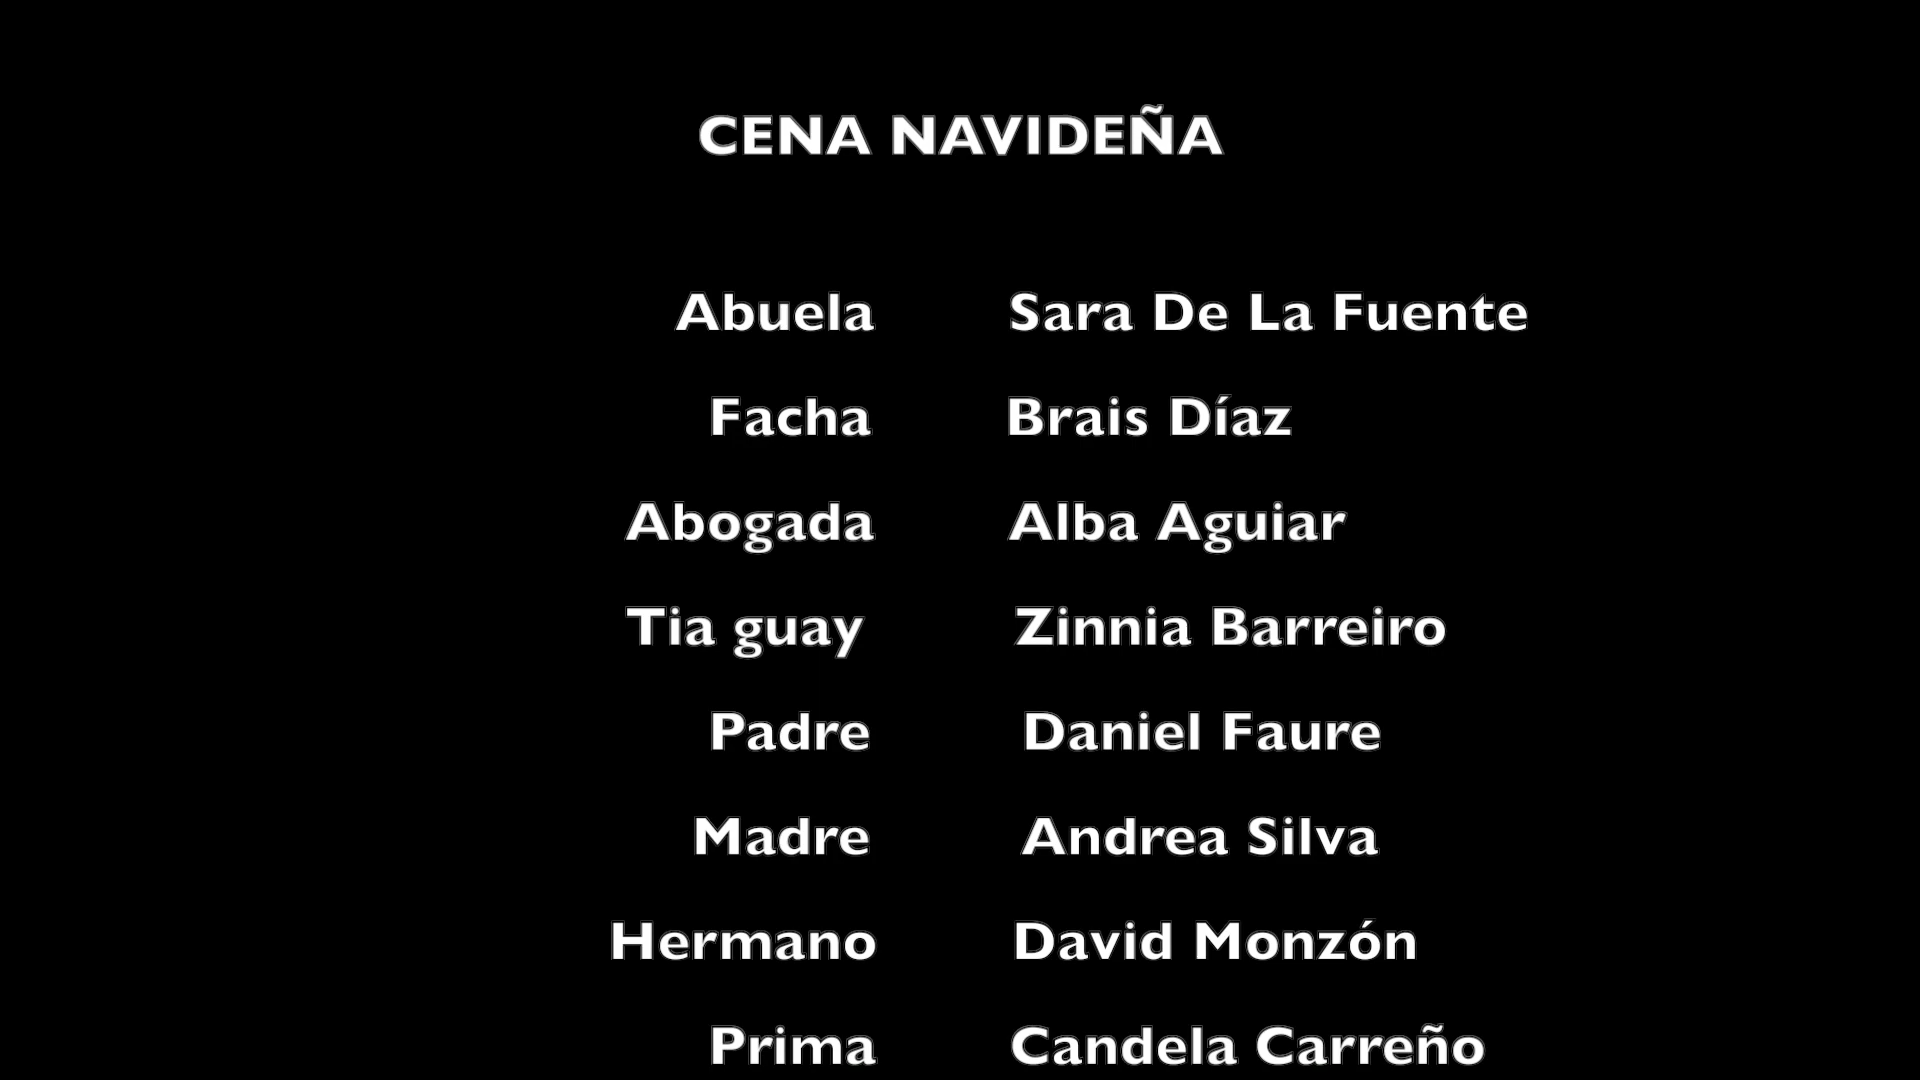 CENA NAVIDEÑA
Abuela Sara De La Fuente
Facha Brais Díaz
Abogada Alba Aguiar
Tia guay Zinnia Barreiro
Padre Daniel Faure
Madre Andrea Silva
Hermano David Monzón
Prima Candela Carreño